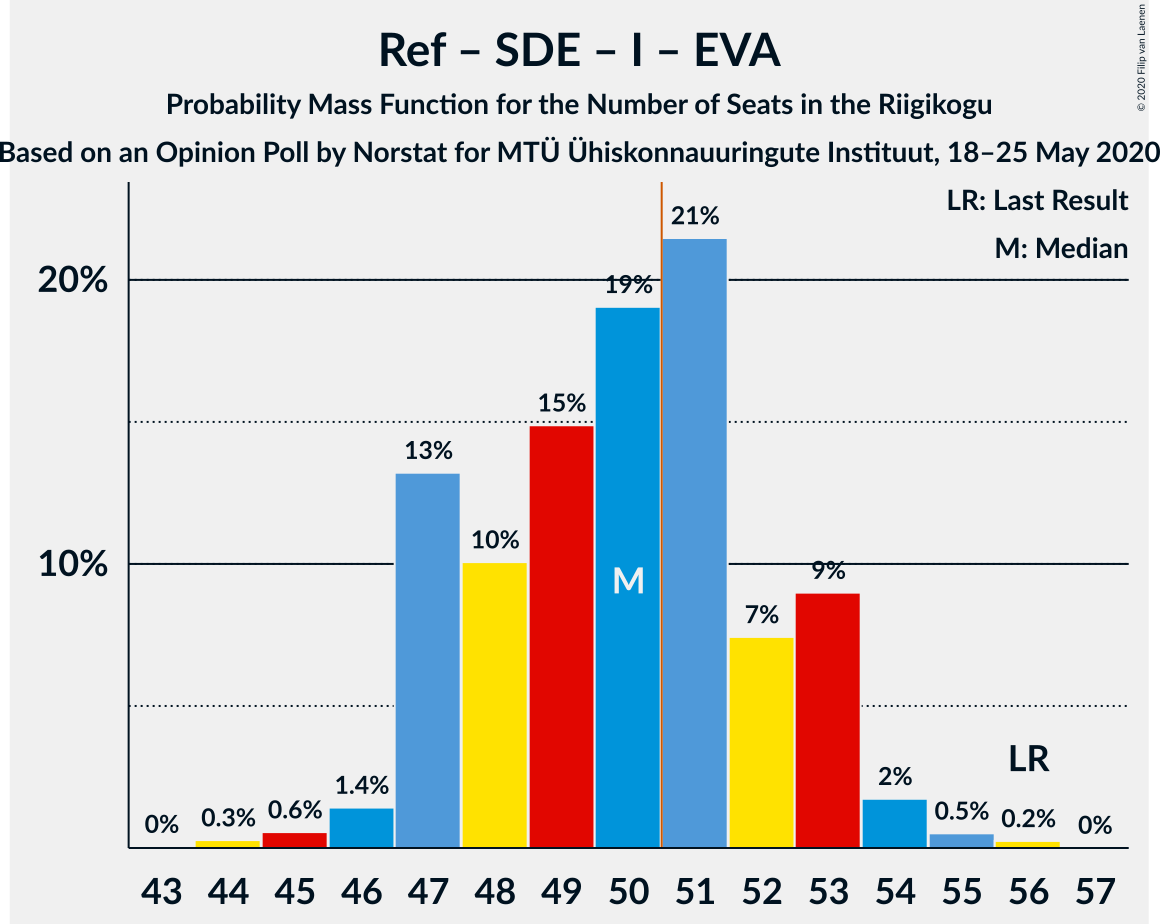 Ref – SDE – I – EVA
Probability Mass Function for the Number of Seats in the Riigikogu
Based on an Opinion Poll by Norstat for MTÜ Ühiskonnauuringute Instituut, 18–25 May 2020
© 2020 Filip van Laenen
LR: Last Result
M: Median
20%
10%
0%
0.3%
0.6%
1.4%
13%
10%
15%
19%
21%
7%
9%
2%
0.5%
0.2%
0%
M
LR
43 44 45 46 47 48 49 50 51 52 53 54 55 56 57